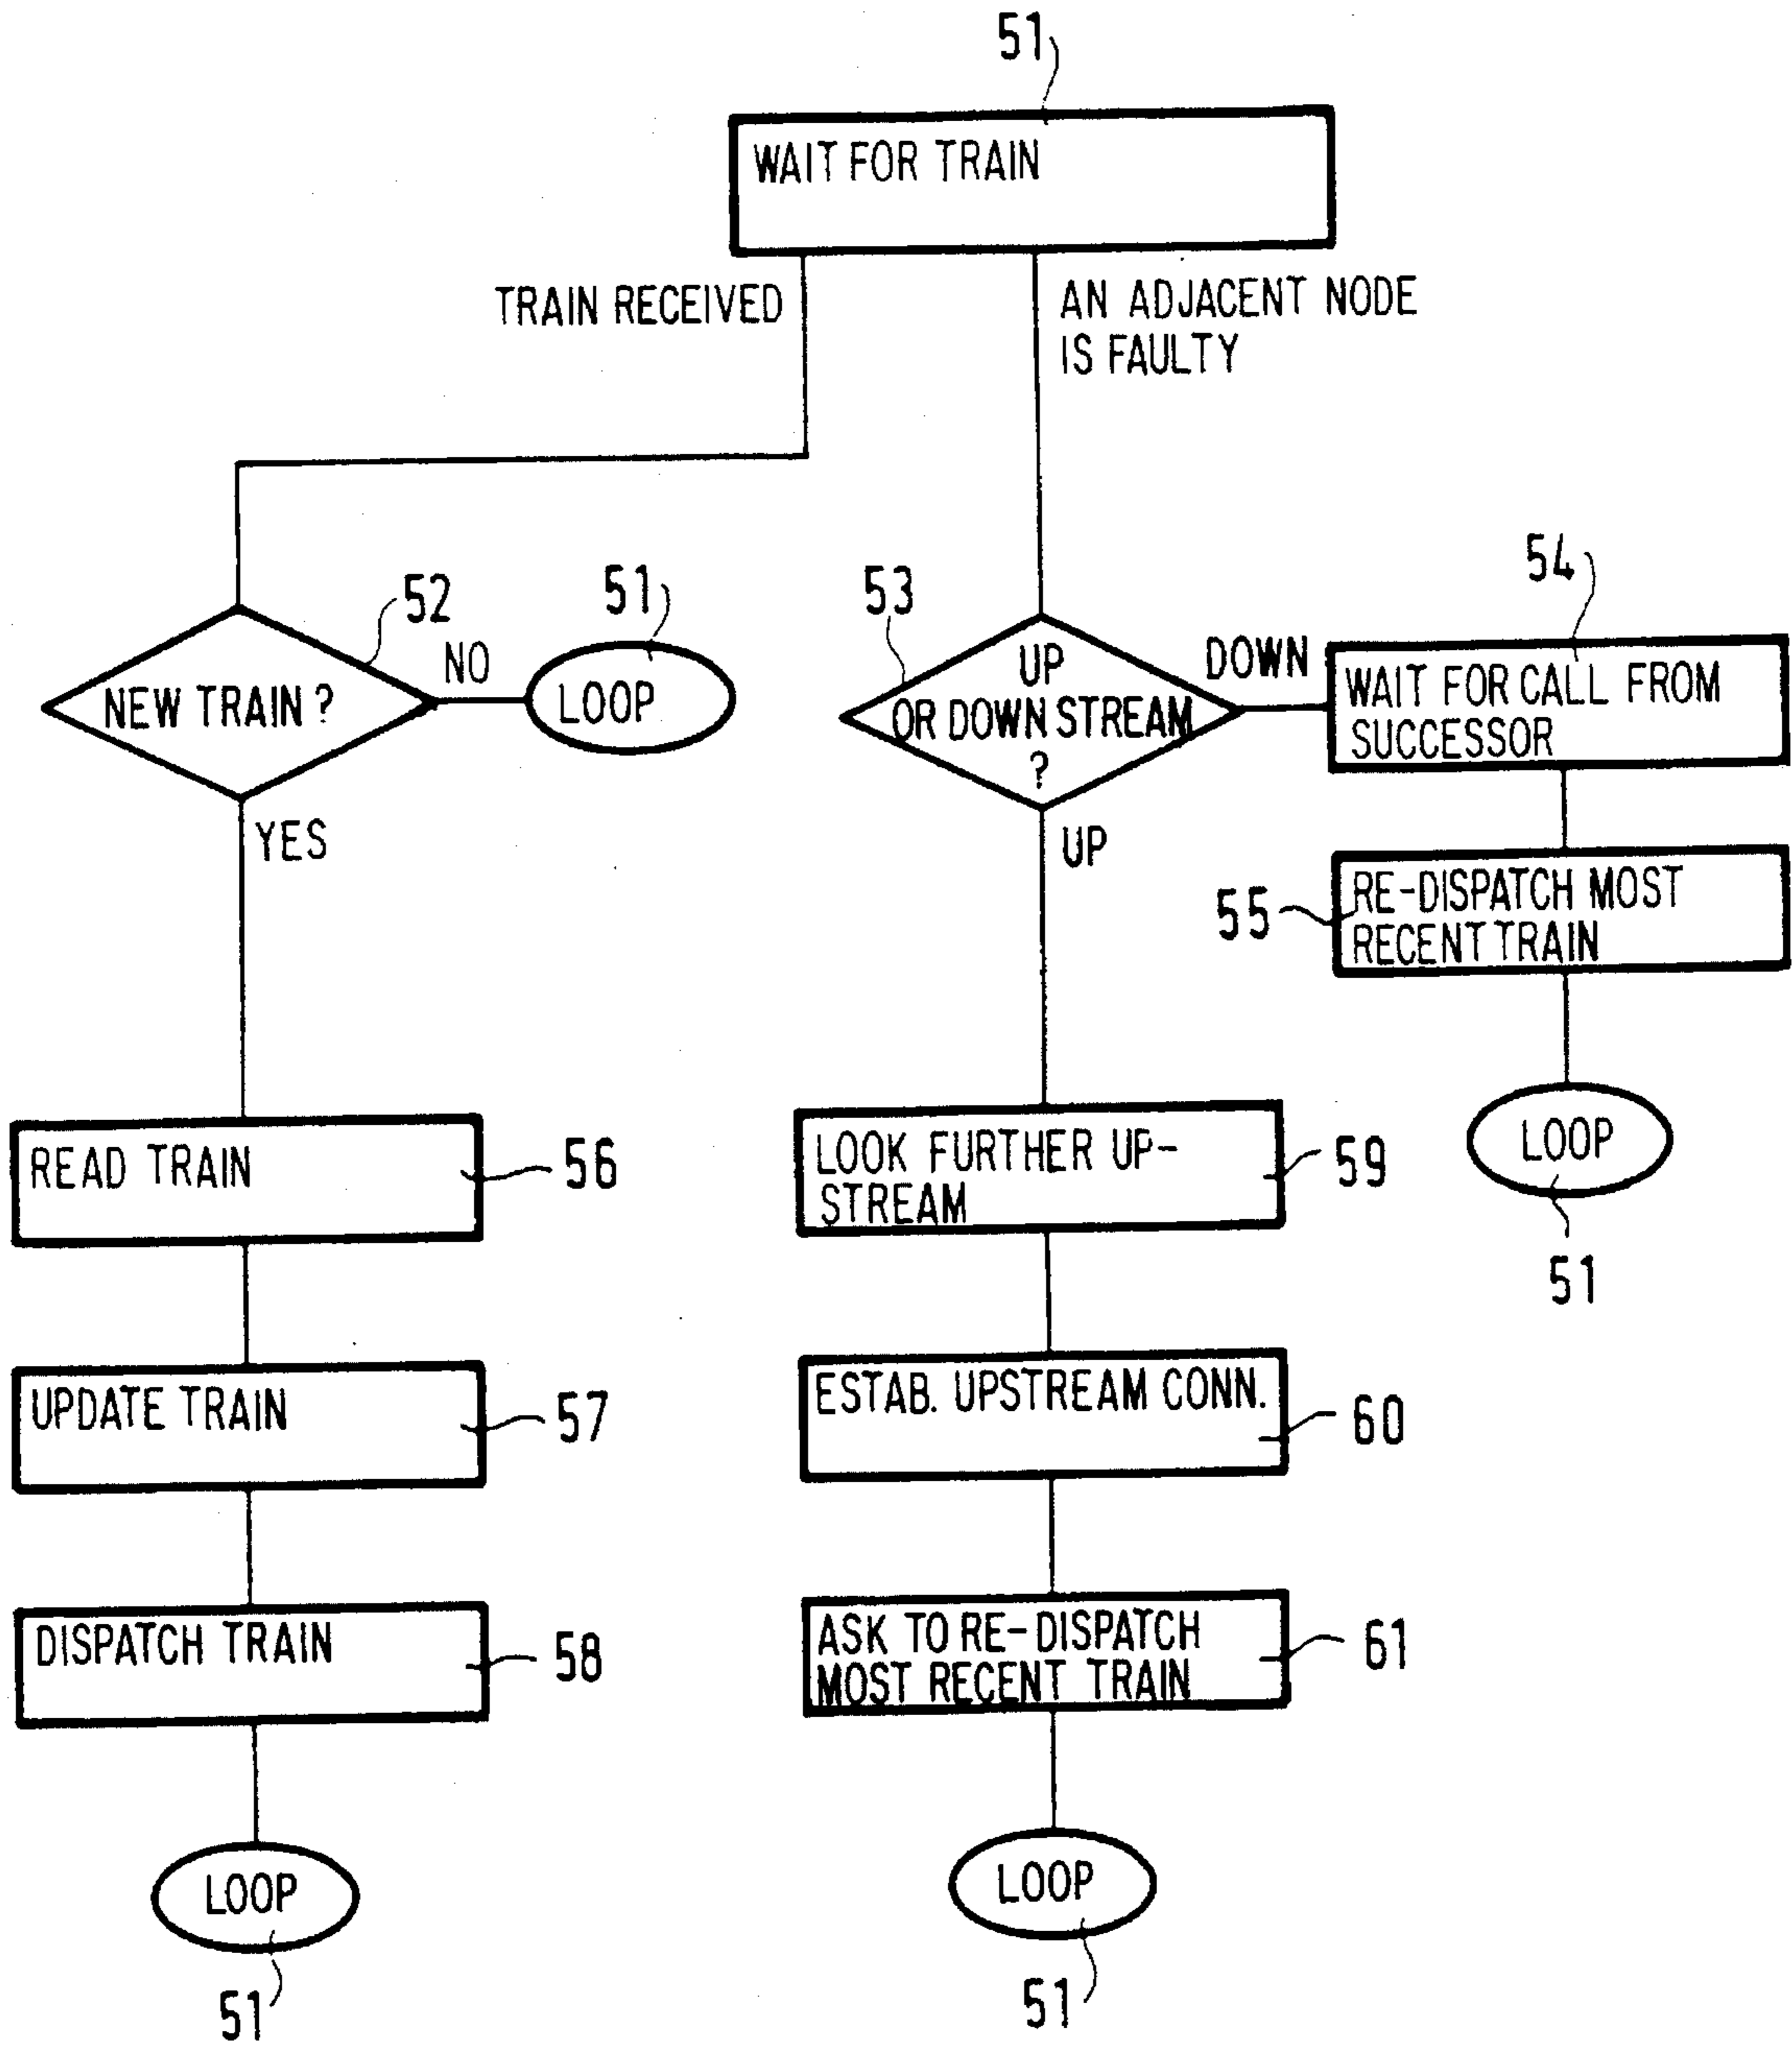 51
WAIT FOR TRAIN
TRAIN RECEIVED
AN ADJACENT NODE
IS FAULTY
52
NEW TRAIN ?
NO
51
LOOP
YES
53
UP
OR DOWN STREAM
?
DOWN
UP
54
WAIT FOR CALL FROM
SUCCESSOR
55
RE-DISPATCH MOST
RECENT TRAIN
LOOP
51
READ TRAIN
56
UPDATE TRAIN
57
DISPATCH TRAIN
58
LOOP
51
LOOK FURTHER UP-
STREAM
59
ESTAB. UPSTREAM CONN.
60
ASK TO RE-DISPATCH
MOST RECENT TRAIN
61
LOOP
51